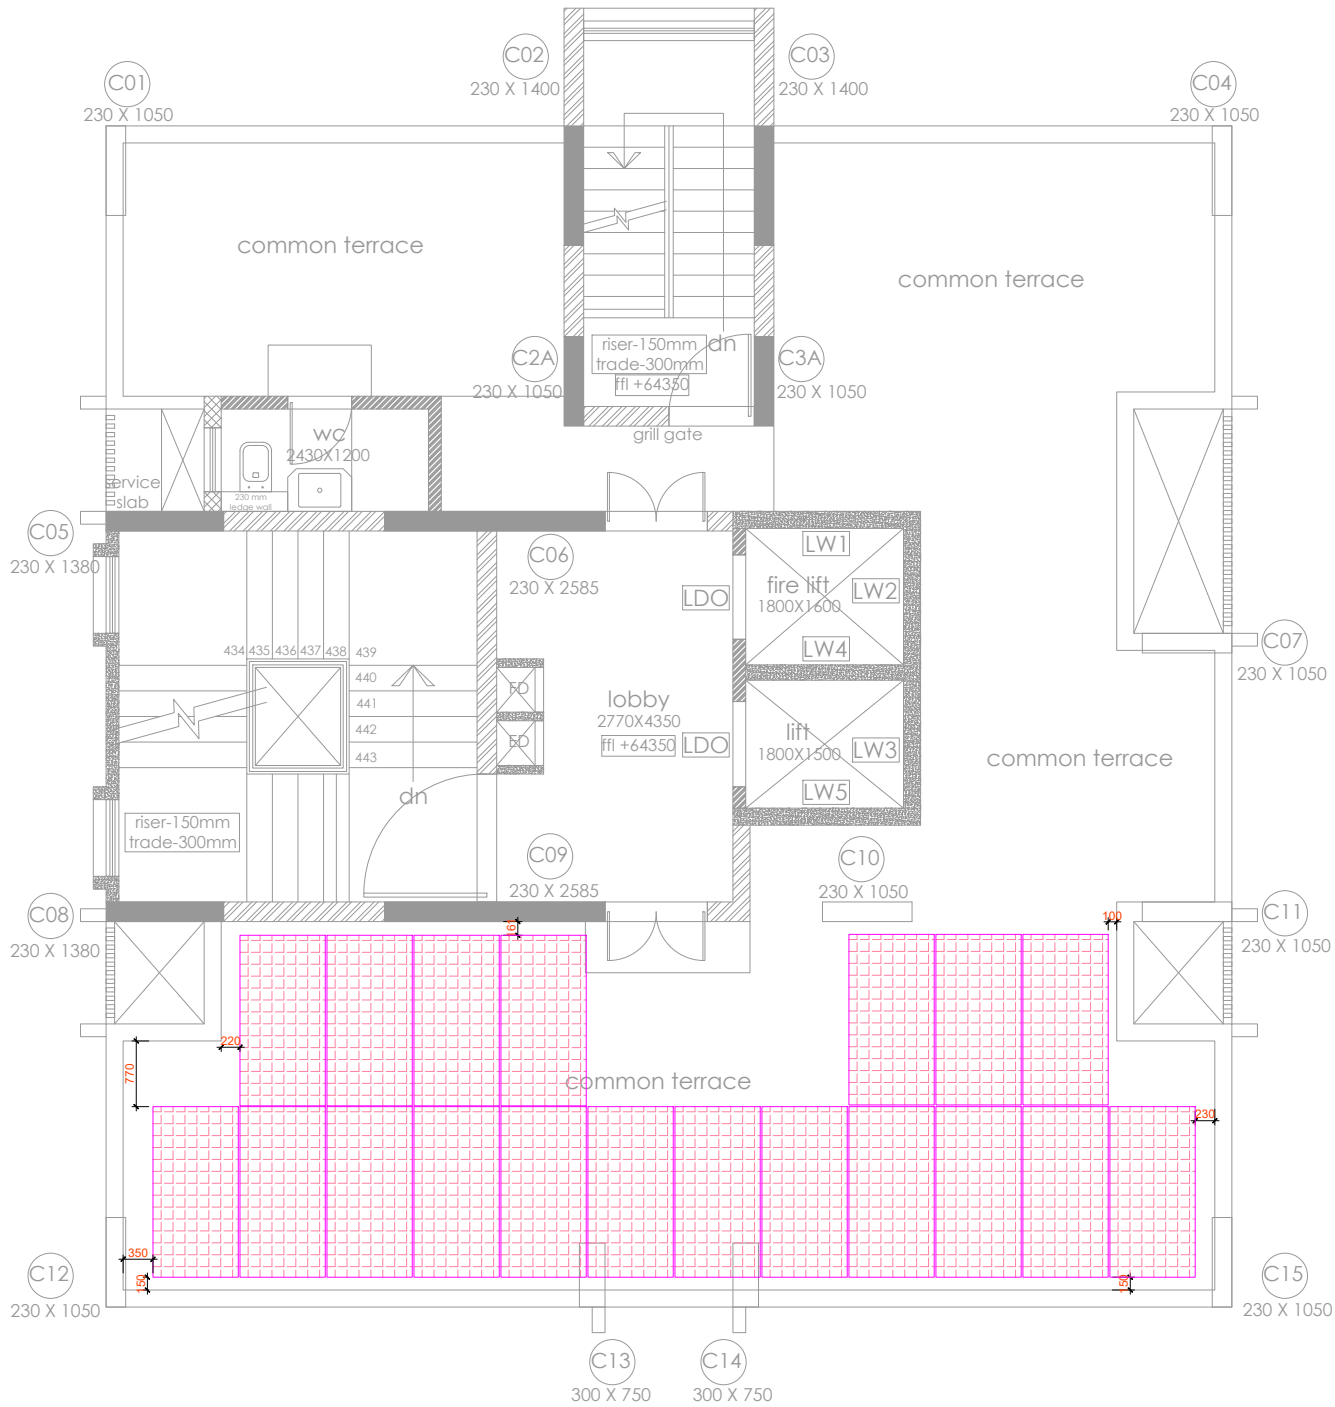 C02
C03
230 X 1400
230 X 1400
C01
C04
230 X 1050
230 X 1050
common terrace
common terrace
C2A
230 X 1050
riser-150mm
trade-300mm
ffl +64350
dn
C3A
230 X 1050
grill gate
wc
2430X1200
service
slab
230 mm
ledge wall
C05
230 X 1380
C06
230 X 2585
LDO
LW1
fire lift
1800X1600
LW2
LW4
C07
230 X 1050
434 435 436 437 438 439
440
441
442
443
ED
lobby
2770X4350
ffl +64350
LDO
lift
1800X1500
LW3
LW5
common terrace
dn
riser-150mm
trade-300mm
C09
230 X 2585
C10
230 X 1050
C08
230 X 1380
C11
230 X 1050
161
100
220
770
common terrace
230
350
150
150
C12
230 X 1050
C15
230 X 1050
C13
300 X 750
C14
300 X 750